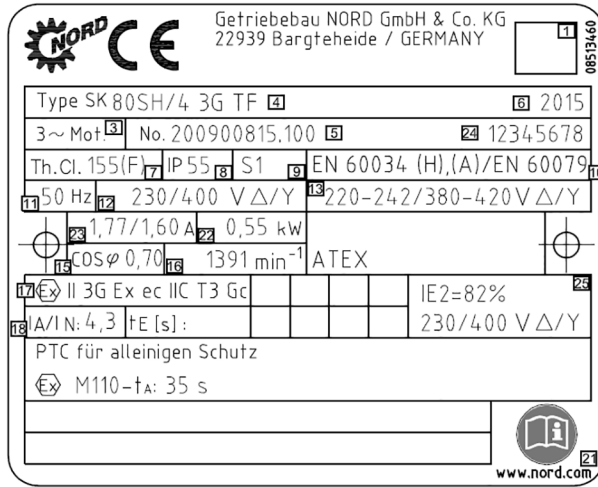 NORD CE
Getriebebau NORD GmbH & Co. KG
22939 Bargteheide / GERMANY
1
08513460
Type SK 80SH/4 3G TF 4 6 2015
3~ Mot. 3 No. 200900815,100 5 24 12345678
Th.Cl. 155(F) 7 IP 55 8 S1 9 EN 60034 (H),(A)/EN 60079
11 50 Hz 12 230/400 V △/Y 13 220-242/380-420V △/Y
23 1,77/1,60 A 22 0,55 kW
15 COSφ 0,70 16 1391 min⁻¹ ATEX
17 Ex II 3G Ex ec IIC T3 Gc IE2=82% 25
18 IA/IN: 4,3 tE [s] : 230/400 V △/Y
PTC für alleinigen Schutz
Ex M110-tA: 35 s
i
21
www.nord.com